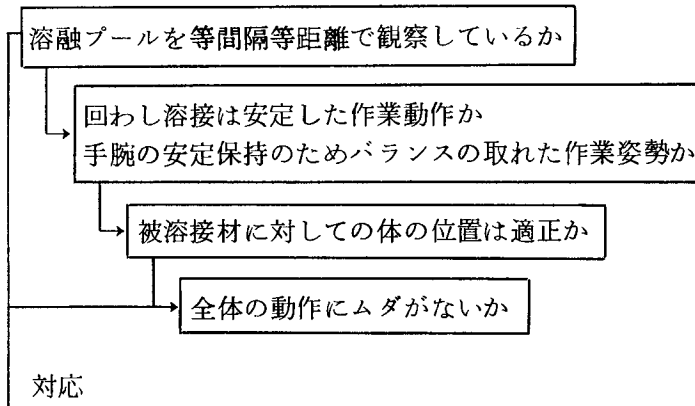 溶融プールを等間隔等距離で観察しているか
回わし溶接は安定した作業動作か
手腕の安定保持のためバランスの取れた作業姿勢か
被溶接材に対しての体の位置は適正か
全体の動作にムダがないか
対応